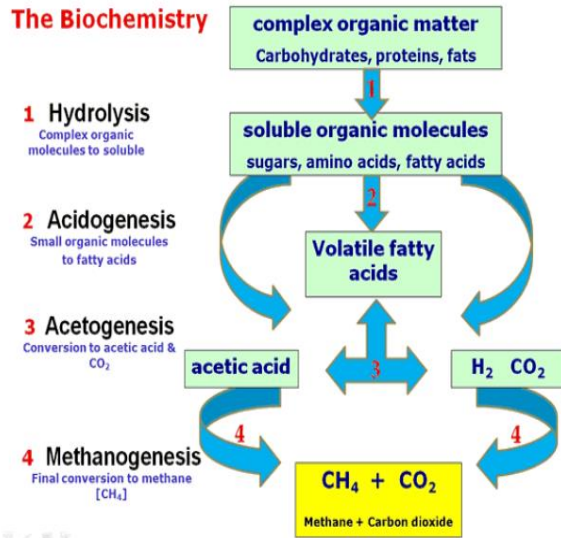 The Biochemistry
complex organic matter
Carbohydrates, proteins, fats
1
1 Hydrolysis
Complex organic
molecules to soluble
soluble organic molecules
sugars, amino acids, fatty acids
2
2 Acidogenesis
Small organic molecules
to fatty acids
Volatile fatty
acids
3 Acetogenesis
Conversion to acetic acid &
CO₂
acetic acid
3
H₂ CO₂
4
4
4 Methanogenesis
Final conversion to methane
[CH₄]
CH₄ + CO₂
Methane + Carbon dioxide